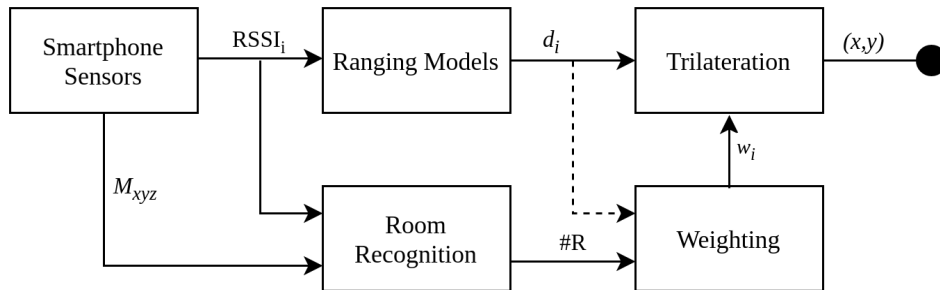 Smartphone
Sensors
RSSI_i
Ranging Models
d_i
Trilateration
(x,y)
M_xyz
w_i
Room
Recognition
#R
Weighting